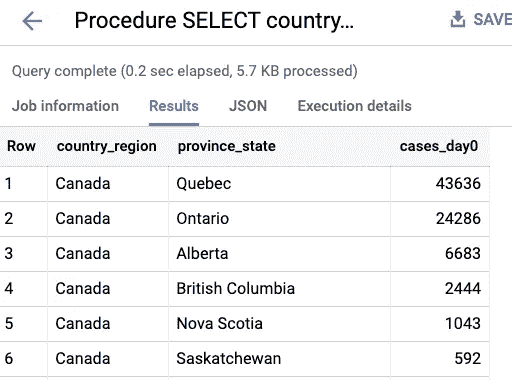 Procedure SELECT country... SAVE
Query complete (0.2 sec elapsed, 5.7 KB processed)
Job information Results JSON Execution details
Row country_region province_state cases_day0
1 Canada Quebec 43636
2 Canada Ontario 24286
3 Canada Alberta 6683
4 Canada British Columbia 2444
5 Canada Nova Scotia 1043
6 Canada Saskatchewan 592